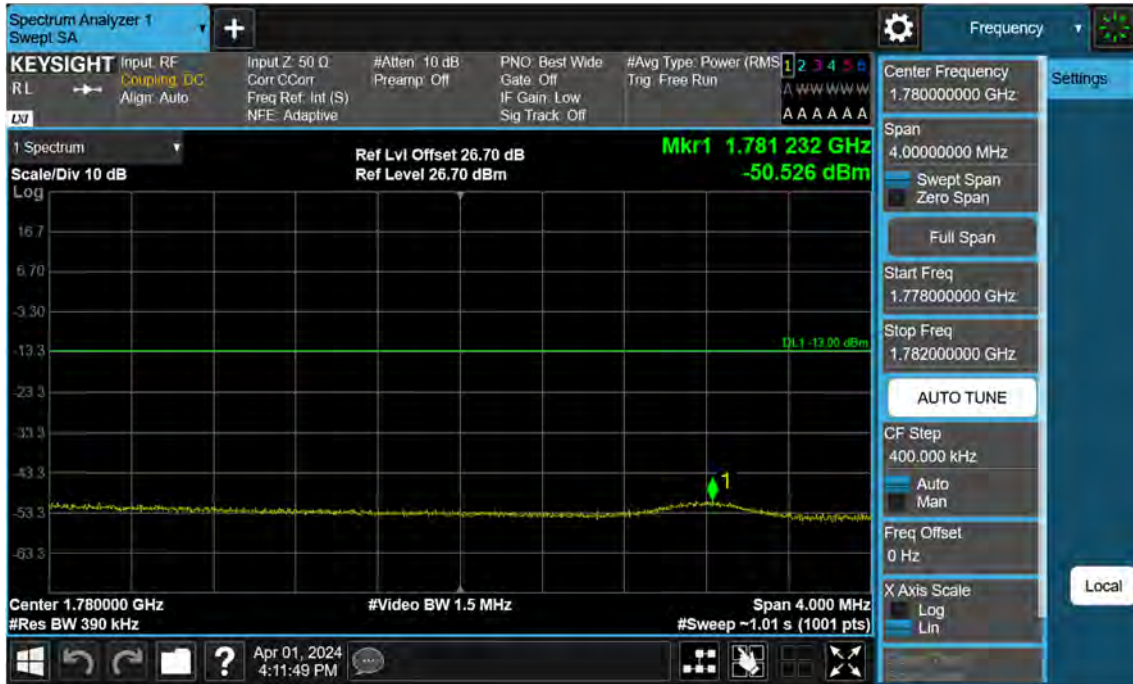 Spectrum Analyzer 1
Swept SA
+
Frequency
KEYSIGHT
RL
LXI
Input: RF
Coupling: DC
Align: Auto
Input Z: 50 Ω
Corr CCorr
Freq Ref: Int (S)
NFE: Adaptive
#Atten: 10 dB
Preamp: Off
PNO: Best Wide
Gate: Off
IF Gain: Low
Sig Track: Off
#Avg Type: Power (RMS
Trig: Free Run
1 2 3 4 5 6
A W W W W W
A A A A A A
1 Spectrum
Scale/Div 10 dB
Ref Lvl Offset 26.70 dB
Ref Level 26.70 dBm
Mkr1 1.781 232 GHz
-50.526 dBm
Log
16.7
6.70
-3.30
-13.3
DL1 -13.00 dBm
-23.3
-33.3
-43.3
1
-53.3
-63.3
Center 1.780000 GHz
#Video BW 1.5 MHz
Span 4.000 MHz
#Res BW 390 kHz
#Sweep ~1.01 s (1001 pts)
?
Apr 01, 2024
4:11:49 PM
Center Frequency
1.780000000 GHz
Settings
Span
4.00000000 MHz
Swept Span
Zero Span
Full Span
Start Freq
1.778000000 GHz
Stop Freq
1.782000000 GHz
AUTO TUNE
CF Step
400.000 kHz
Auto
Man
Freq Offset
0 Hz
X Axis Scale
Log
Lin
Local